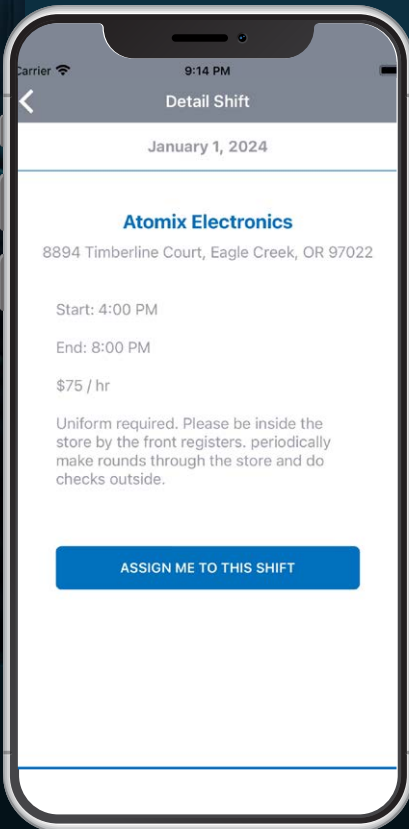 Carrier
9:14 PM
Detail Shift
January 1, 2024
Atomix Electronics
8894 Timberline Court, Eagle Creek, OR 97022
Start: 4:00 PM
End: 8:00 PM
$75 / hr
Uniform required. Please be inside the
store by the front registers. periodically
make rounds through the store and do
checks outside.
ASSIGN ME TO THIS SHIFT